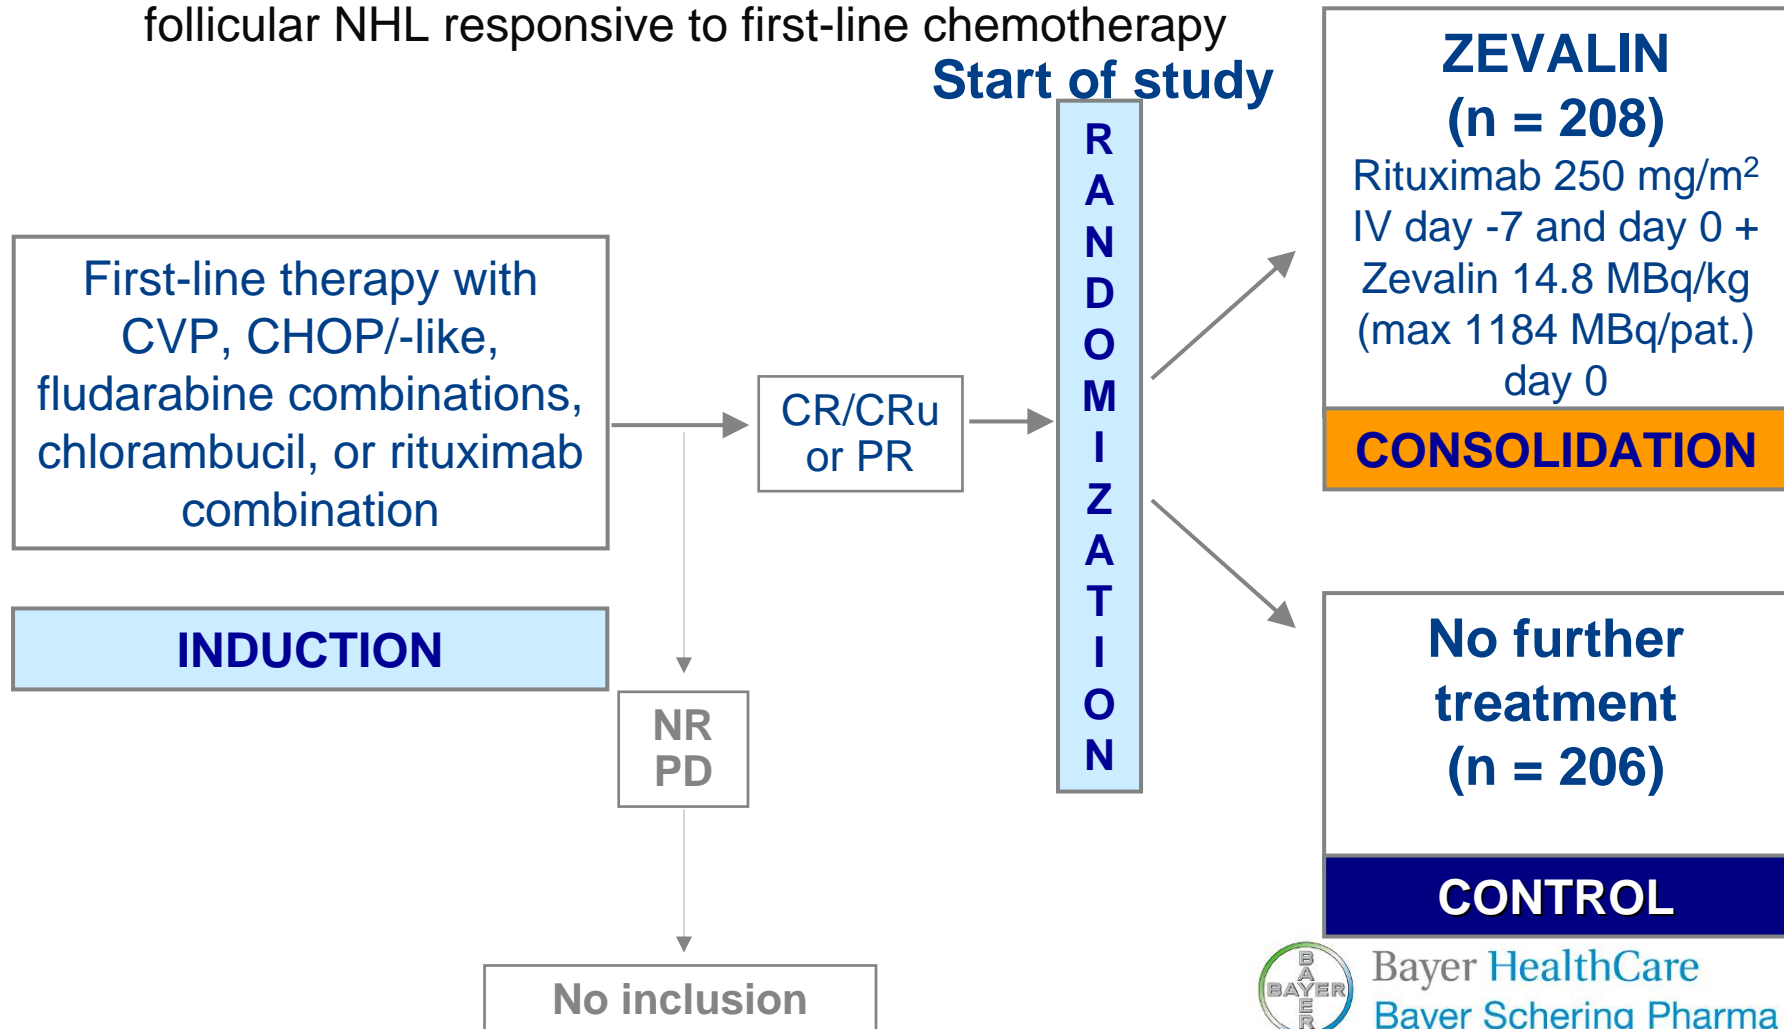 follicular NHL responsive to first-line chemotherapy
Start of study
First-line therapy with
CVP, CHOP/-like,
fludarabine combinations,
chlorambucil, or rituximab
combination
INDUCTION
CR/CRu
or PR
NR
PD
No inclusion
R
A
N
D
O
M
I
Z
A
T
I
O
N
ZEVALIN
(n = 208)
Rituximab 250 mg/m²
IV day -7 and day 0 +
Zevalin 14.8 MBq/kg
(max 1184 MBq/pat.)
day 0
CONSOLIDATION
No further
treatment
(n = 206)
CONTROL
BAYER
BAYER
Bayer HealthCare
Bayer Schering Pharma